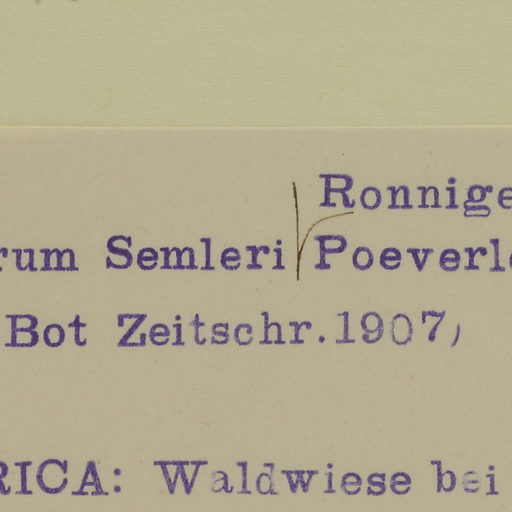 Ronnige
rum Semleri Poeverl
Bot Zeitschr. 1907,
RICA: Waldwiese bei